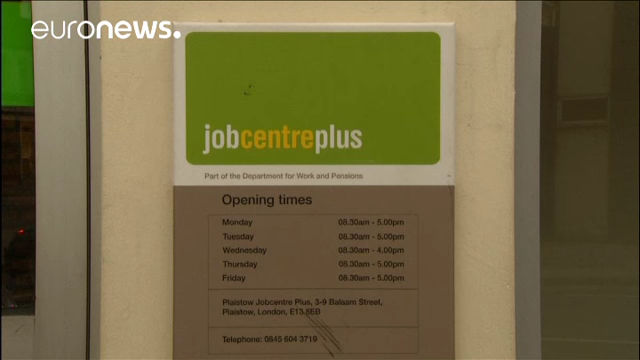 euronews.
jobcentreplus
Part of the Department for Work and Pensions
Opening times
Monday 08.30am - 5.00pm
Tuesday 08.30am - 5.00pm
Wednesday 08.30am - 4.00pm
Thursday 08.30am - 5.00pm
Friday 08.30am - 5.00pm
Plaistow Jobcentre Plus, 3-9 Balaam Street,
Plaistow, London, E13 8EB
Telephone: 0845 604 3719